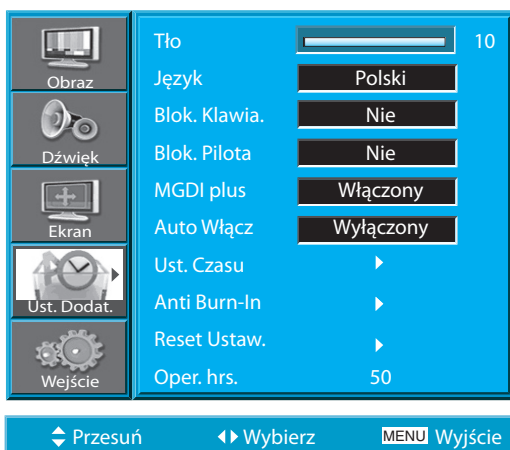 Obraz
Dźwięk
Ekran
Ust. Dodat.
Wejście
Tło 10
Język Polski
Blok. Klawia. Nie
Blok. Pilota Nie
MGDI plus Włączony
Auto Włącz Wyłączony
Ust. Czasu
Anti Burn-In
Reset Ustaw.
Oper. hrs. 50
Przesuń Wybierz MENU Wyjście